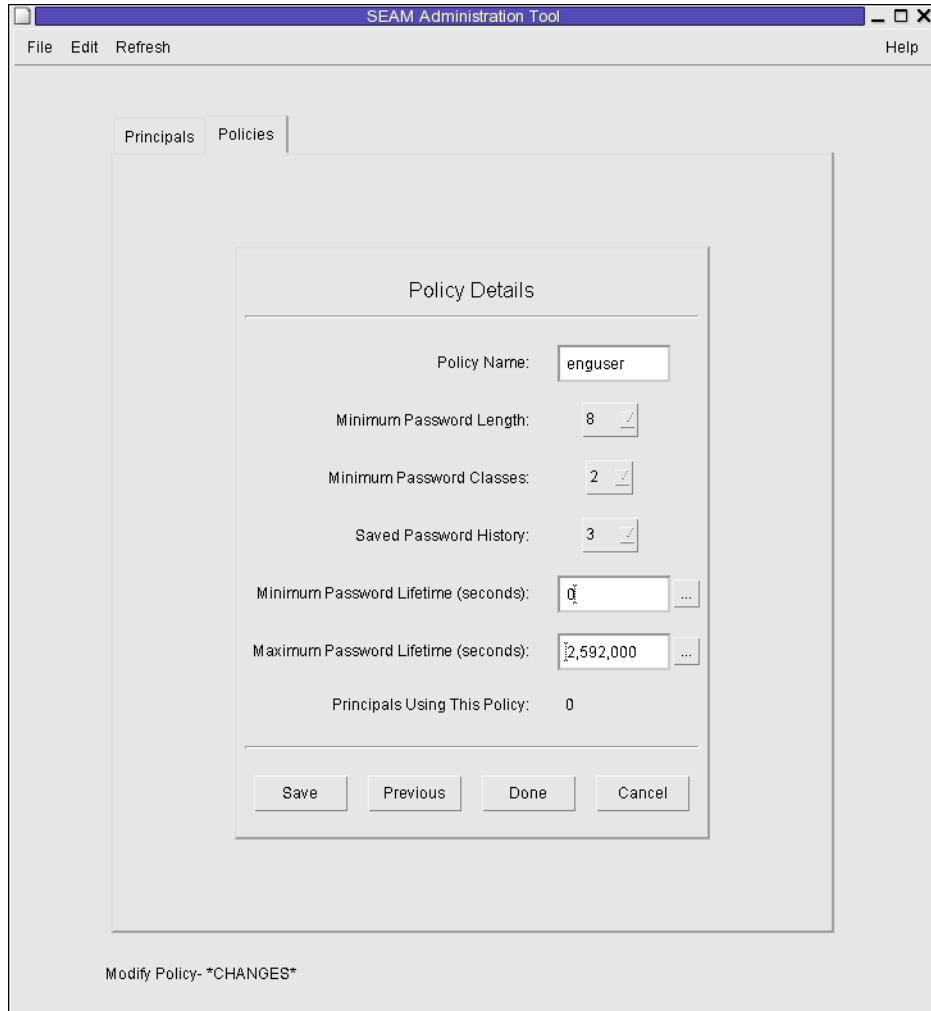 SEAM Administration Tool
File Edit Refresh Help
Principals Policies
Policy Details
Policy Name: enguser
Minimum Password Length: 8
Minimum Password Classes: 2
Saved Password History: 3
Minimum Password Lifetime (seconds): 0 ...
Maximum Password Lifetime (seconds): 2,592,000 ...
Principals Using This Policy: 0
Save Previous Done Cancel
Modify Policy- *CHANGES*